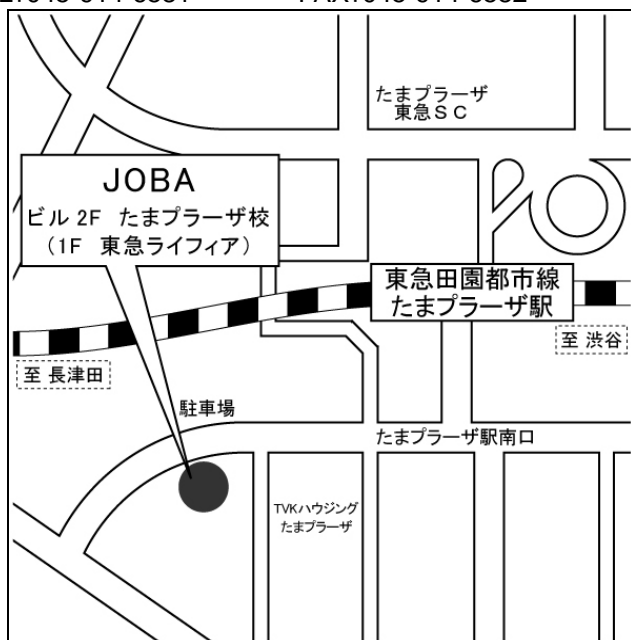 たまプラーザ
東急ＳＣ
JOBA
ビル 2F たまプラーザ校
（1F 東急ライフィア）
東急田園都市線
たまプラーザ駅
至 渋谷
至 長津田
駐車場
たまプラーザ駅南口
TVKハウジング
たまプラーザ